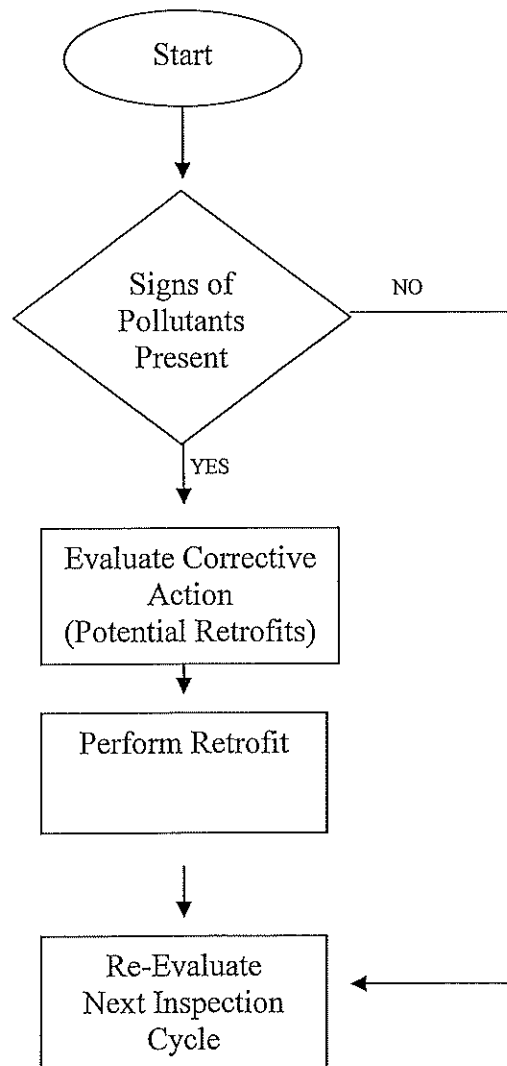 Start
Signs of
Pollutants
Present
NO
YES
Evaluate Corrective
Action
(Potential Retrofits)
Perform Retrofit
Re-Evaluate
Next Inspection
Cycle